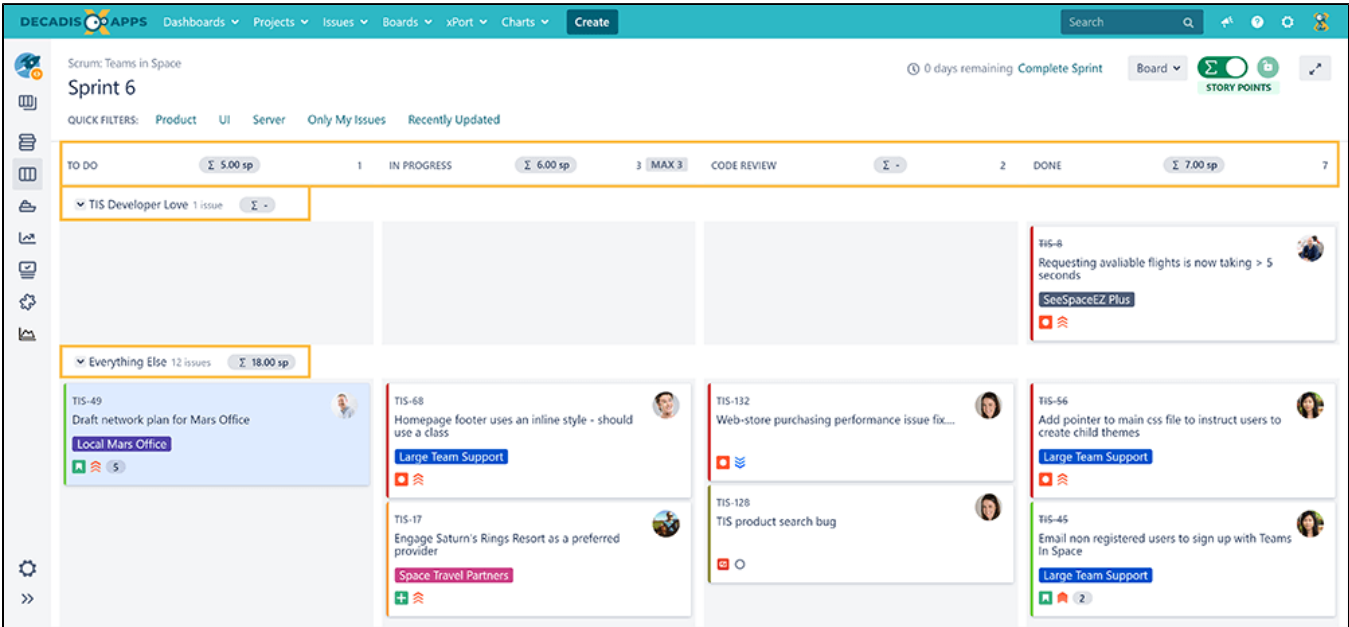 DECADIS APPS Dashboards Projects Issues Boards xPort Charts Create Search
Scrum: Teams in Space
0 days remaining Complete Sprint Board
Sprint 6
STORY POINTS
QUICK FILTERS: Product UI Server Only My Issues Recently Updated
TO DO Σ 5.00 sp 1 IN PROGRESS Σ 6.00 sp 3 MAX 3 CODE REVIEW Σ - 2 DONE Σ 7.00 sp 7
TIS Developer Love 1 issue Σ -
TIS-8
Requesting avaliable flights is now taking > 5
seconds
SeeSpaceEZ Plus
Everything Else 12 issues Σ 18.00 sp
TIS-49
Draft network plan for Mars Office
Local Mars Office
5
TIS-68
Homepage footer uses an inline style - should
use a class
Large Team Support
TIS-17
Engage Saturn's Rings Resort as a preferred
provider
Space Travel Partners
TIS-132
Web-store purchasing performance issue fix...
TIS-128
TIS product search bug
TIS-56
Add pointer to main css file to instruct users to
create child themes
Large Team Support
TIS-45
Email non registered users to sign up with Teams
In Space
Large Team Support
2